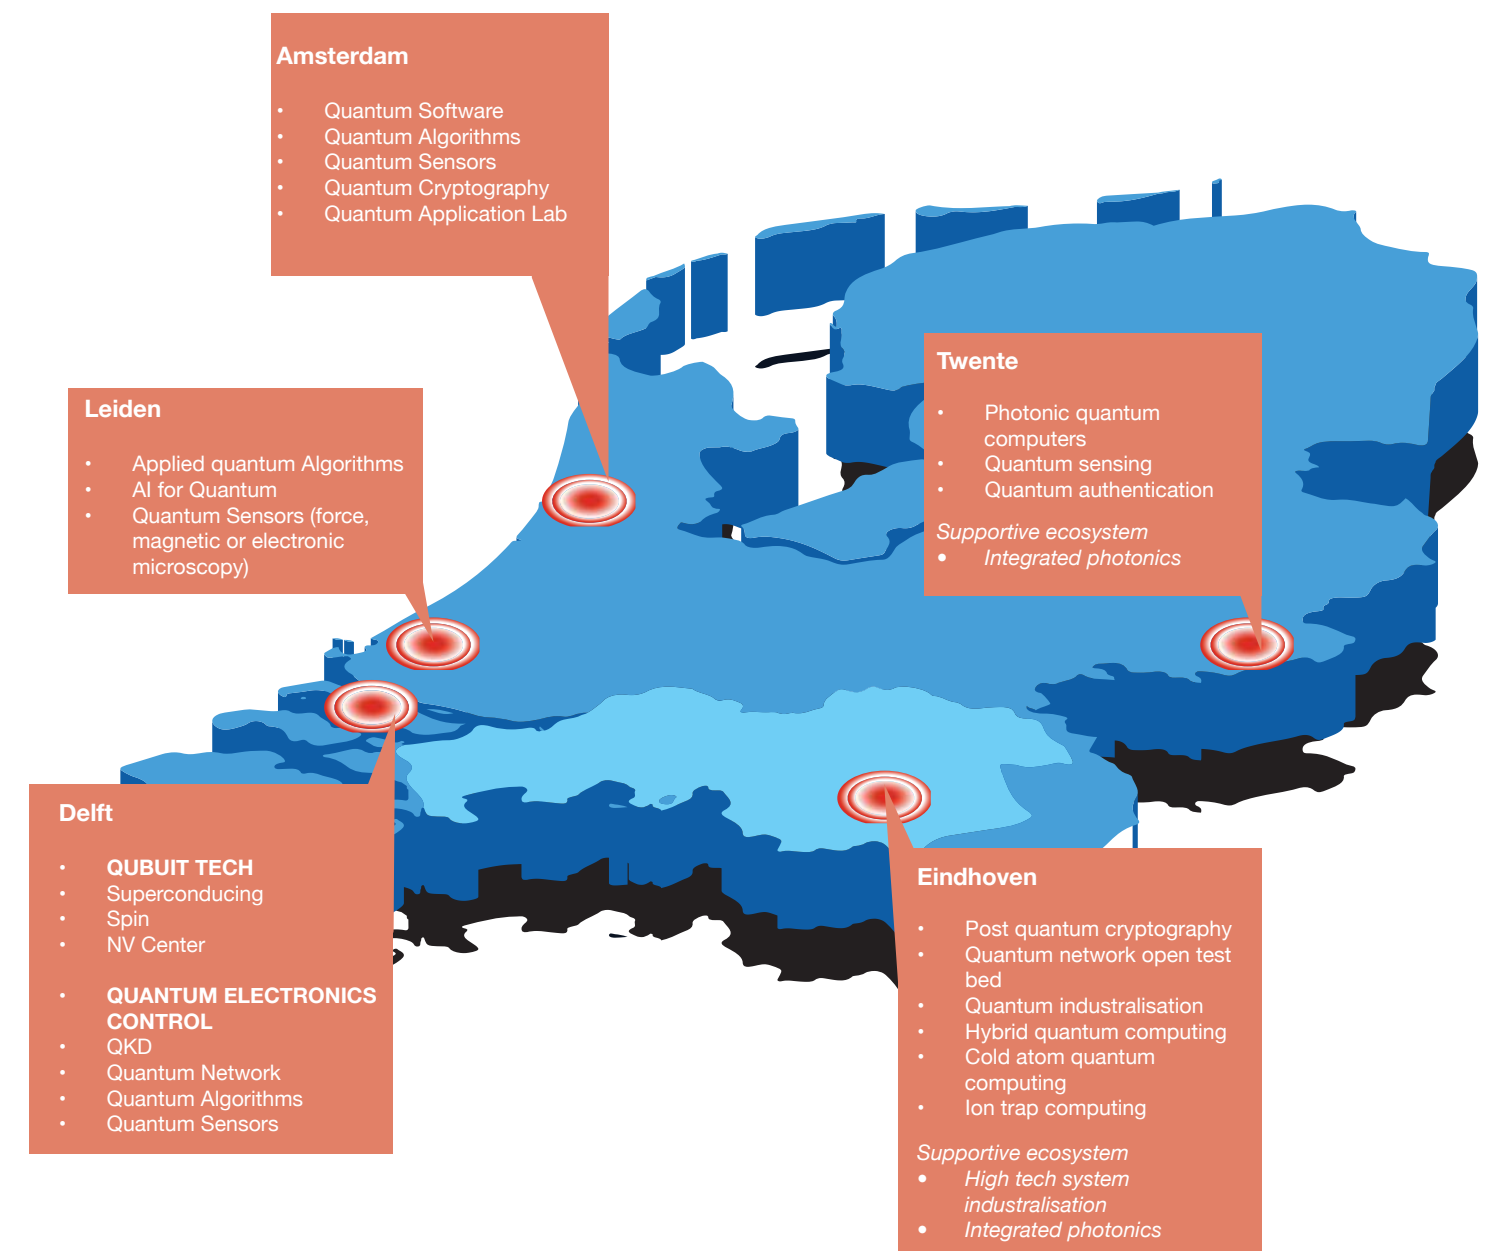 Amsterdam
• Quantum Software
• Quantum Algorithms
• Quantum Sensors
• Quantum Cryptography
• Quantum Application Lab
Leiden
• Applied quantum Algorithms
• AI for Quantum
• Quantum Sensors (force,
magnetic or electronic
microscopy)
Twente
• Photonic quantum
computers
• Quantum sensing
• Quantum authentication
Supportive ecosystem
• Integrated photonics
Delft
• QUBUIT TECH
• Superconducing
• Spin
• NV Center
• QUANTUM ELECTRONICS
CONTROL
• QKD
• Quantum Network
• Quantum Algorithms
• Quantum Sensors
Eindhoven
• Post quantum cryptography
• Quantum network open test
bed
• Quantum industralisation
• Hybrid quantum computing
• Cold atom quantum
computing
• Ion trap computing
Supportive ecosystem
• High tech system
industralisation
• Integrated photonics